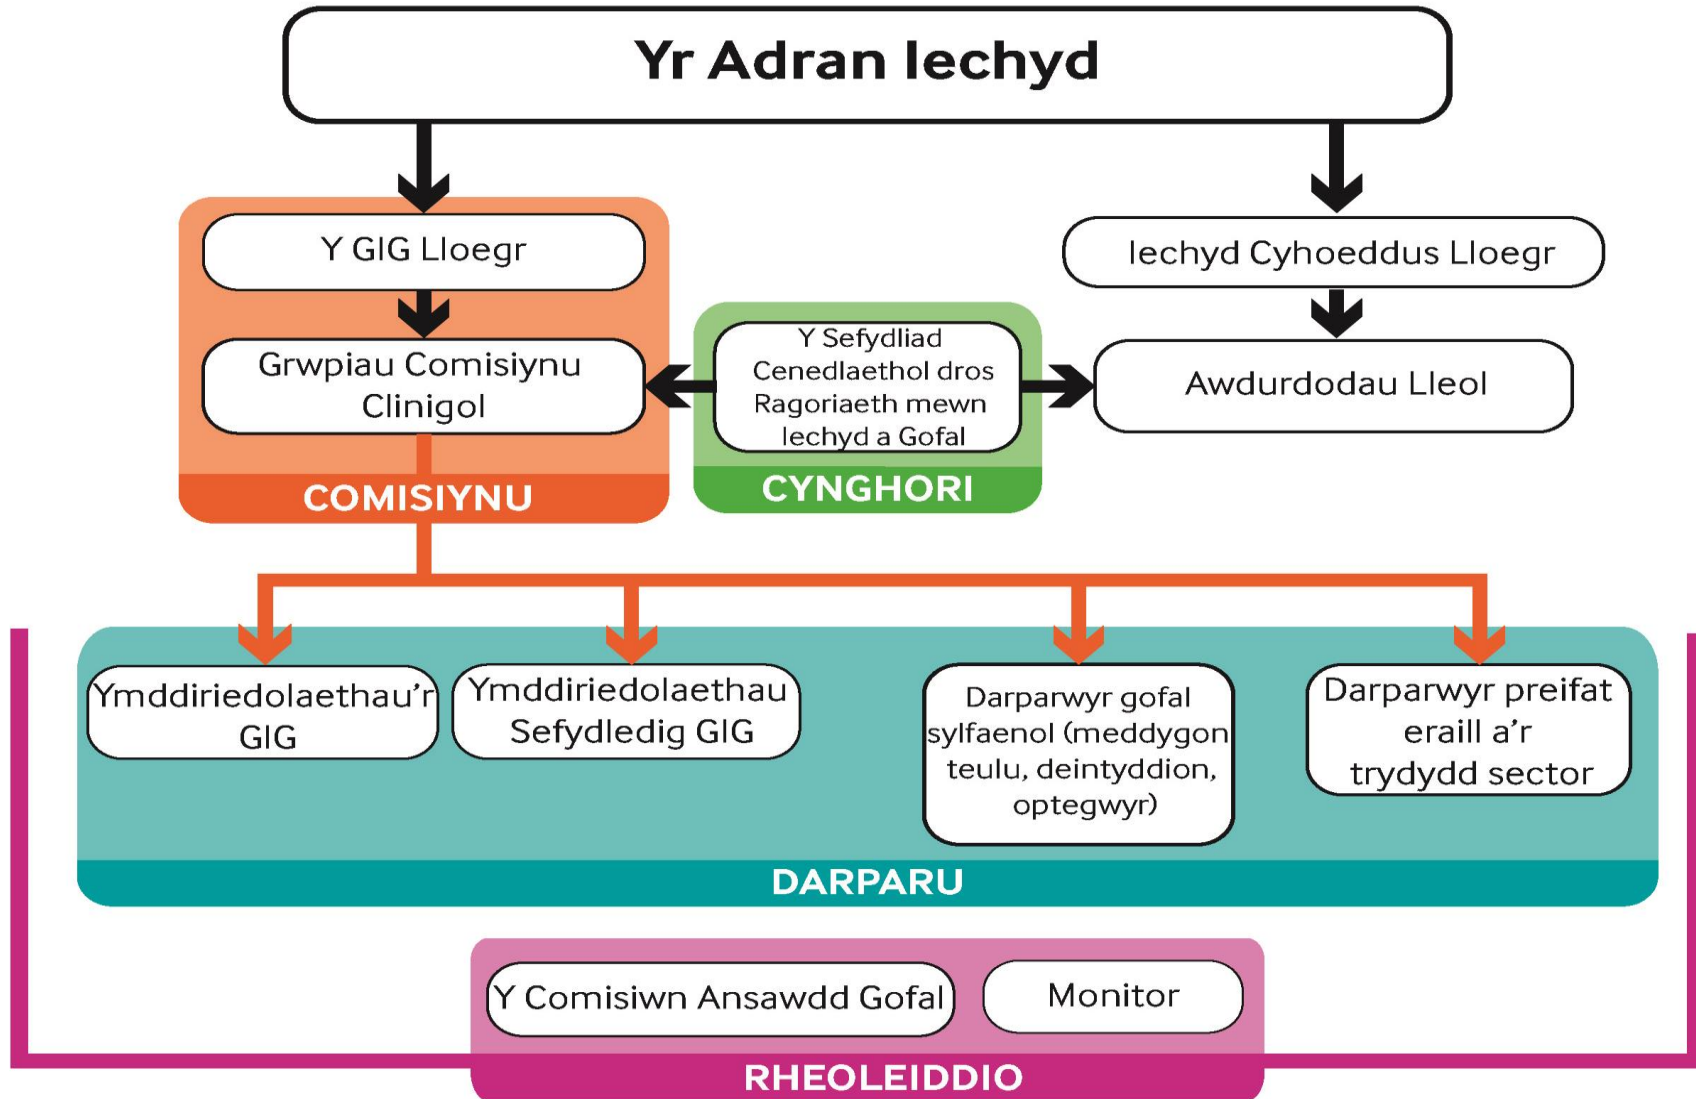 Yr Adran Iechyd
Y GIG Lloegr
Iechyd Cyhoeddus Lloegr
Grwpiau Comisiynu
Clinigol
Y Sefydliad
Cenedlaethol dros
Ragoriaeth mewn
Iechyd a Gofal
Awdurdodau Lleol
COMISIYNU
CYNGHORI
Ymddiriedolaethau'r
GIG
Ymddiriedolaethau
Sefydledig GIG
Darparwyr gofal
sylfaenol (meddygon
teulu, deintyddion,
optegwyr)
Darparwyr preifat
eraill a'r
trydydd sector
DARPARU
Y Comisiwn Ansawdd Gofal
Monitor
RHEOLEIDDIO